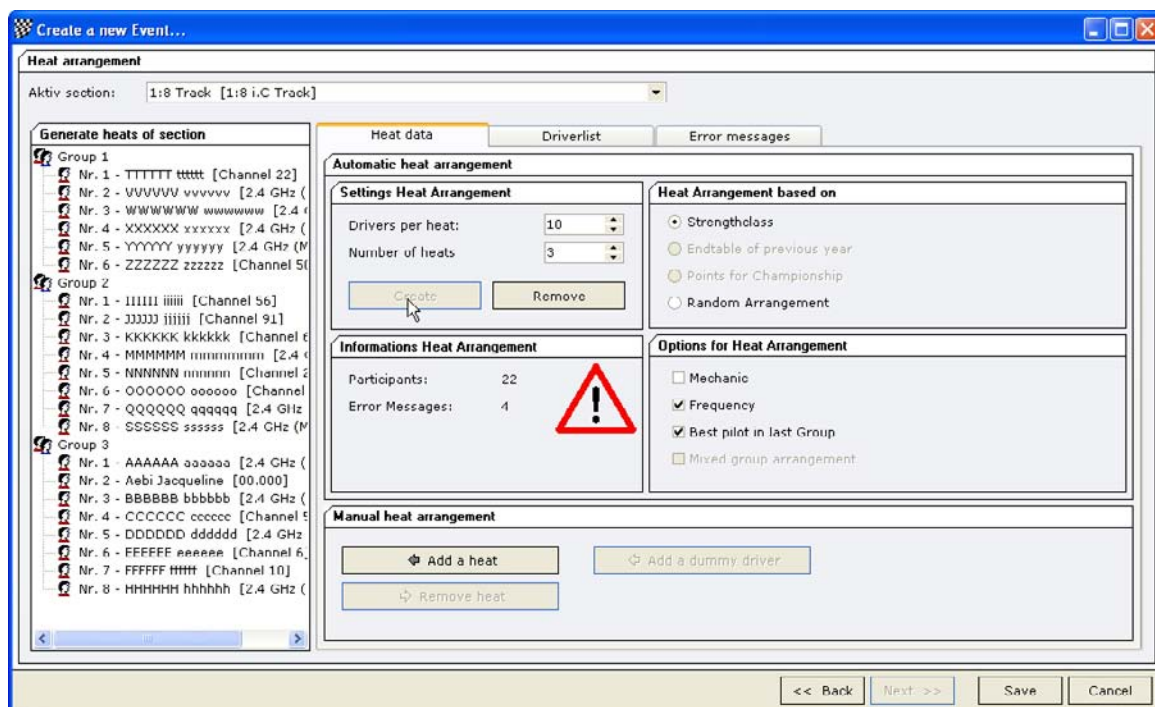 Create a new Event...
Heat arrangement
Aktiv section: 1:8 Track [1:8 i.C Track]
Generate heats of section
Group 1
Nr. 1 - TTTTTT tttttt [Channel 22]
Nr. 2 - VVVVVV vvvvvv [2.4 GHz (
Nr. 3 - WWWWWW wwwwww [2.4
Nr. 4 - XXXXXX xxxxxx [2.4 GHz (
Nr. 5 - YYYYYY yyyyyy [2.4 GHz (M
Nr. 6 - ZZZZZZ zzzzzz [Channel 50
Group 2
Nr. 1 - IIIIII iiiiii [Channel 56]
Nr. 2 - JJJJJJ jjjjjj [Channel 91]
Nr. 3 - KKKKKK kkkkkk [Channel
Nr. 4 - MMMMMM mmmmmm [2.4
Nr. 5 - NNNNNN nnnnnn [Channel 2
Nr. 6 - OOOOOO oooooo [Channel
Nr. 7 - QQQQQQ qqqqqq [2.4 GHz
Nr. 8 - SSSSSS ssssss [2.4 GHz (M
Group 3
Nr. 1 - AAAAAA aaaaaa [2.4 GHz (
Nr. 2 - Aebi Jacqueline [00.000]
Nr. 3 - BBBBBB bbbbbb [2.4 GHz (
Nr. 4 - CCCCCC cccccc [Channel 5
Nr. 5 - DDDDDD dddddd [2.4 GHz
Nr. 6 - EEEEEE eeeeee [Channel 6
Nr. 7 - FFFFFF ffffff [Channel 10]
Nr. 8 - HHHHHH hhhhhh [2.4 GHz (
Heat data Driverlist Error messages
Automatic heat arrangement
Settings Heat Arrangement
Drivers per heat: 10
Number of heats 3
Create Remove
Heat Arrangement based on
Strengthclass
Endtable of previous year
Points for Championship
Random Arrangement
Informations Heat Arrangement
Participants: 22
Error Messages: 4
Options for Heat Arrangement
Mechanic
Frequency
Best pilot in last Group
Mixed group arrangement
Manual heat arrangement
Add a heat Add a dummy driver
Remove heat
<< Back Next >> Save Cancel